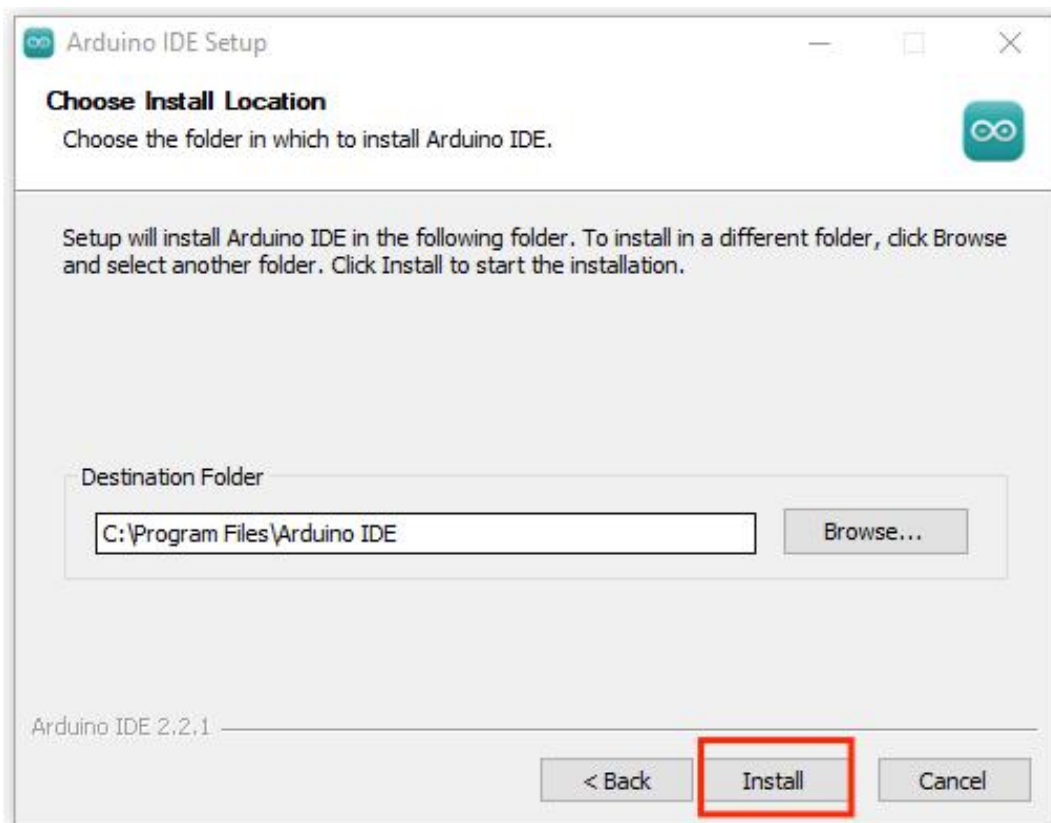 Arduino IDE Setup
Choose Install Location
Choose the folder in which to install Arduino IDE.
Setup will install Arduino IDE in the following folder. To install in a different folder, click Browse
and select another folder. Click Install to start the installation.
Destination Folder
C:\Program Files\Arduino IDE
Browse...
Arduino IDE 2.2.1
< Back
Install
Cancel